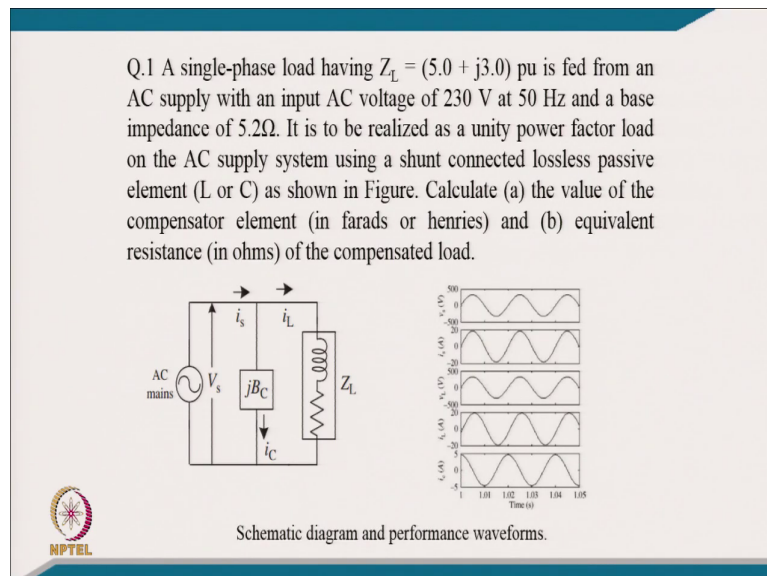 Q.1 A single-phase load having Z_L = (5.0 + j3.0) pu is fed from an
AC supply with an input AC voltage of 230 V at 50 Hz and a base
impedance of 5.2Ω. It is to be realized as a unity power factor load
on the AC supply system using a shunt connected lossless passive
element (L or C) as shown in Figure. Calculate (a) the value of the
compensator element (in farads or henries) and (b) equivalent
resistance (in ohms) of the compensated load.
i_s
i_L
AC
mains
V_s
jB_C
Z_L
i_C
500
0
-500
v_s (V)
20
0
-20
i_s (A)
500
0
-500
20
0
-20
i_L (A)
5
0
-5
1 1.01 1.02 1.03 1.04 1.05
Time (s)
NPTEL
Schematic diagram and performance waveforms.